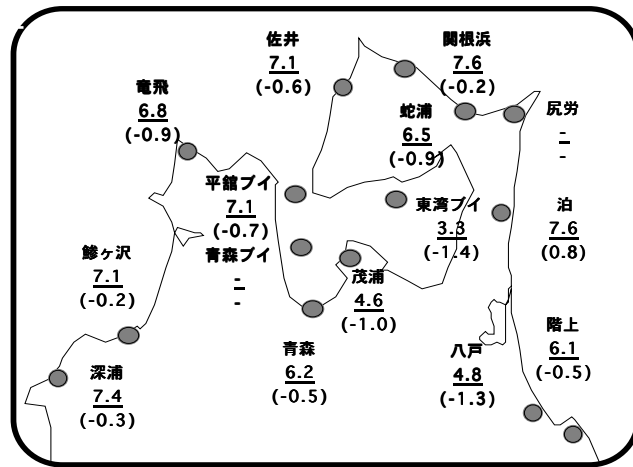 佐井
7.1
(-0.6)
関根浜
7.6
(-0.2)
竜飛
6.8
(-0.9)
蛇浦
6.5
(-0.9)
尻労
-
-
平舘ブイ
7.1
(-0.7)
東湾ブイ
3.3
(-1.4)
泊
7.6
(0.8)
青森ブイ
-
-
鰺ヶ沢
7.1
(-0.2)
茂浦
4.6
(-1.0)
青森
6.2
(-0.5)
八戸
4.8
(-1.3)
階上
6.1
(-0.5)
深浦
7.4
(-0.3)